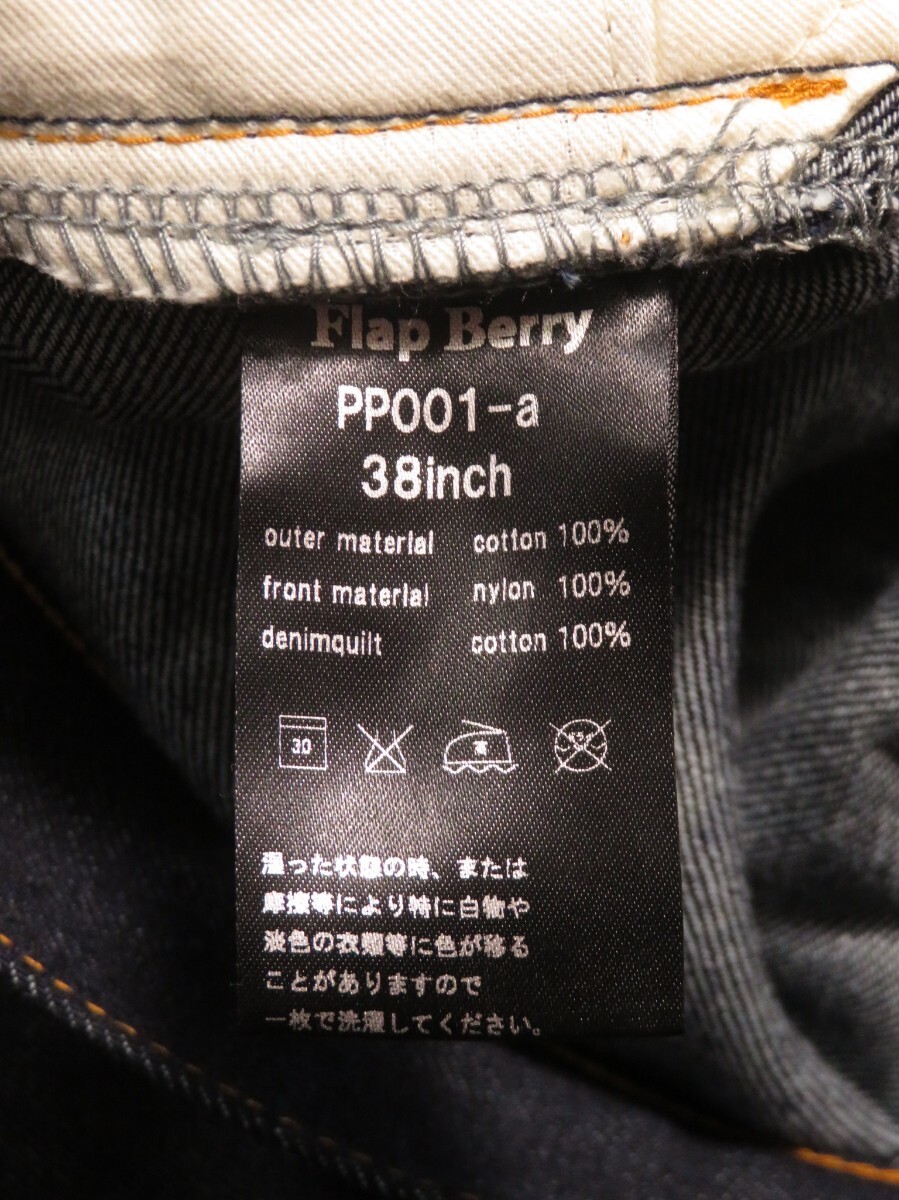 Flap Berry
PP001-a
38inch
outer material cotton 100%
front material nylon 100%
denimquilt cotton 100%
30
湿った状態の時、または
摩擦等により特に白物や
淡色の衣類等に色が移る
ことがありますので
一枚で洗濯してください。